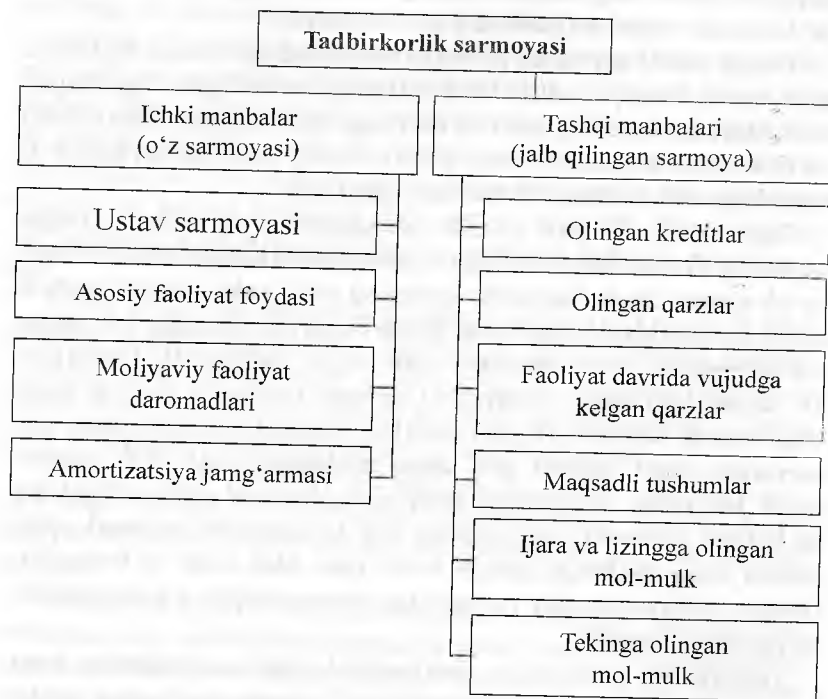 Tadbirkorlik sarmoyasi
Ichki manbalar
(o‘z sarmoyasi)
Ustav sarmoyasi
Asosiy faoliyat foydasi
Moliyaviy faoliyat
daromadlari
Amortizatsiya jamg‘armasi
Tashqi manbalari
(jalb qilingan sarmoya)
Olingan kreditlar
Olingan qarzlar
Faoliyat davrida vujudga
kelgan qarzlar
Maqsadli tushumlar
Ijara va lizingga olingan
mol-mulk
Tekinga olingan
mol-mulk